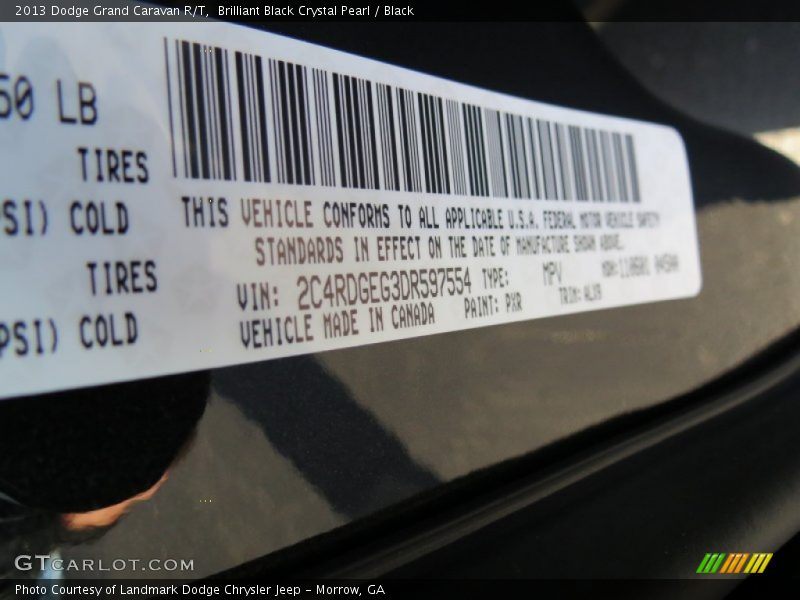 2013 Dodge Grand Caravan R/T, Brilliant Black Crystal Pearl / Black
50 LB
TIRES
SI) COLD
TIRES
PSI) COLD
THIS VEHICLE CONFORMS TO ALL APPLICABLE U.S.A. FEDERAL MOTOR VEHICLE SAFETY
STANDARDS IN EFFECT ON THE DATE OF MANUFACTURE SHOWN ABOVE.
VIN: 2C4RDGEG3DR597554 TYPE: MPV
VEHICLE MADE IN CANADA PAINT: PXR TRIM:
GTCARLOT.COM
Photo Courtesy of Landmark Dodge Chrysler Jeep - Morrow, GA